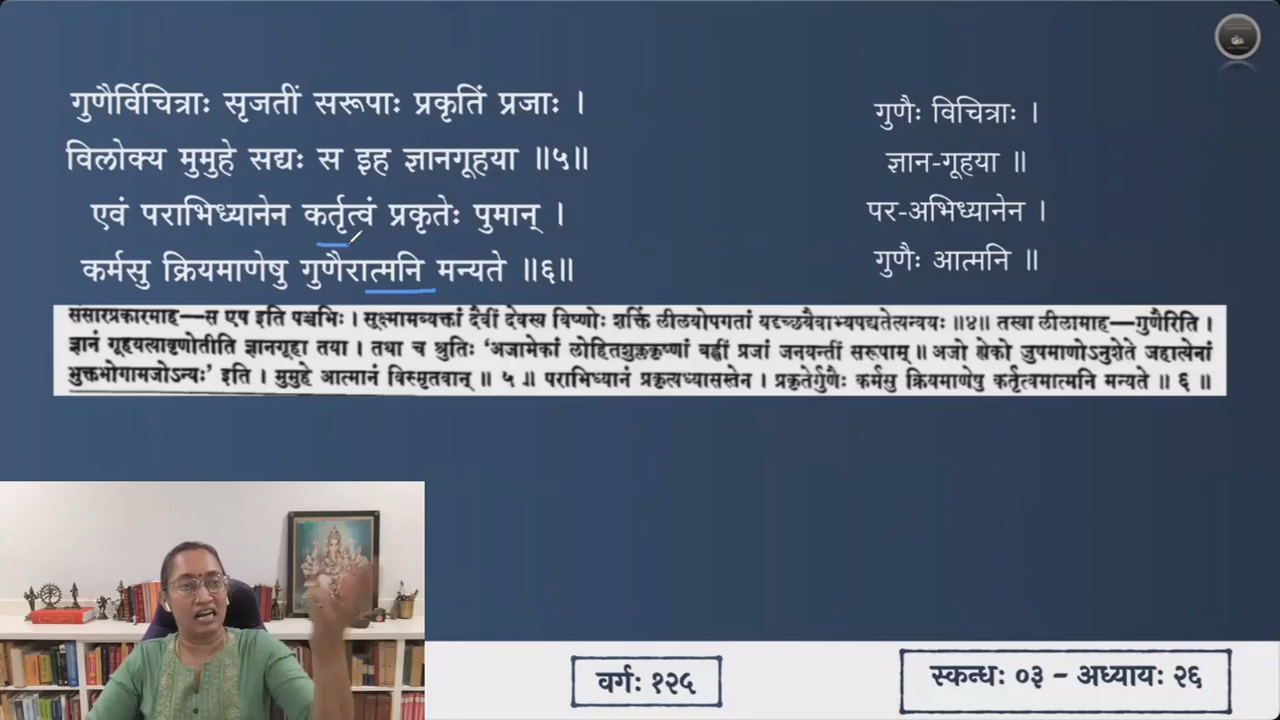 गुणैर्विचित्राः सृजतीं सरूपाः प्रकृतिं प्रजाः ।
विलोक्य मुमुहे सद्यः स इह ज्ञानगूहया ॥५॥
एवं पराभिध्यानेन कर्तृत्वं प्रकृतेः पुमान् ।
कर्मसु क्रियमाणेषु गुणैरात्मनि मन्यते ॥६॥
गुणैः विचित्राः ।
ज्ञान-गूहया ॥
पर-अभिध्यानेन ।
गुणैः आत्मनि ॥
संसारप्रकारमाह—स एष इति पञ्चभिः । सूक्ष्मामव्यक्तां दैवीं देवस्य विष्णोः शक्तिं लीलयोपगतां यदृच्छयैवाभ्यपद्यतेत्यन्वयः ॥४॥ तस्या लीलामाह—गुणैरिति ।
ज्ञानं गूहयत्यावृणोतीति ज्ञानगूहा तया । तथा च श्रुतिः ‘अजामेकां लोहितशुक्लकृष्णां बह्वीं प्रजां जनयन्तीं सरूपाम् ॥ अजो ह्येको जुषमाणोऽनुशेते जहात्येनां
भुक्तभोगामजोऽन्यः’ इति । मुमुहे आत्मानं विस्मृतवान् ॥ ५ ॥ पराभिध्यानं प्रकृत्यध्यासस्तेन । प्रकृतेर्गुणैः कर्मसु क्रियमाणेषु कर्तृत्वमात्मनि मन्यते ॥ ६ ॥
वर्गः १२५
स्कन्धः ०३ – अध्यायः २६